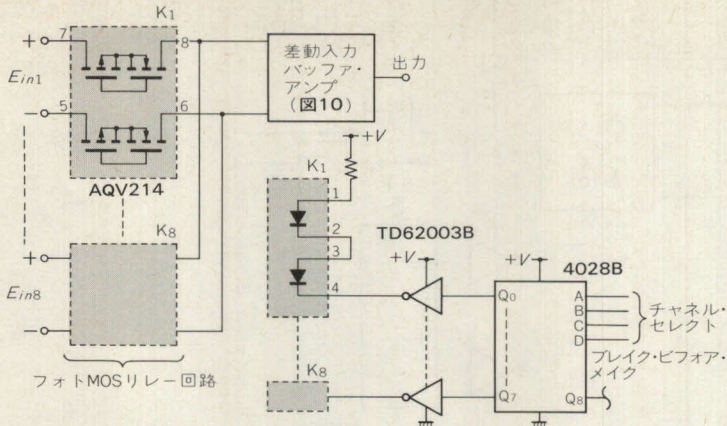 K1
+ 7 8
Ein1
− 5 6
AQV214
K8
+
Ein8
−
フォトMOSリレー回路
差動入力
バッファ・
アンプ
(図10)
出力
+V
K1
1
2
3
4
K8
TD62003B
+V
+V
4028B
Q0
Q7
A
B
C
D
Q8
チャネル・
セレクト
ブレイク・ビフォア・
メイク